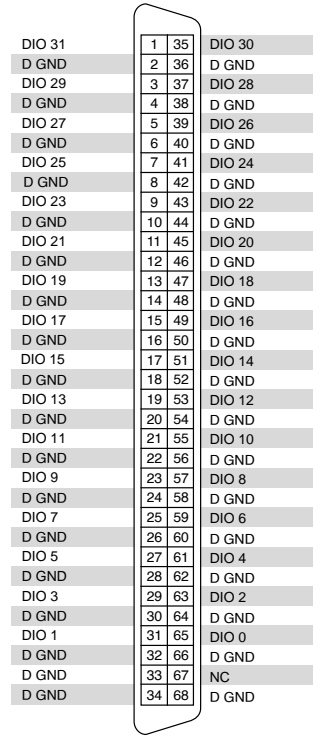 DIO 31 1 35 DIO 30
D GND 2 36 D GND
DIO 29 3 37 DIO 28
D GND 4 38 D GND
DIO 27 5 39 DIO 26
D GND 6 40 D GND
DIO 25 7 41 DIO 24
D GND 8 42 D GND
DIO 23 9 43 DIO 22
D GND 10 44 D GND
DIO 21 11 45 DIO 20
D GND 12 46 D GND
DIO 19 13 47 DIO 18
D GND 14 48 D GND
DIO 17 15 49 DIO 16
D GND 16 50 D GND
DIO 15 17 51 DIO 14
D GND 18 52 D GND
DIO 13 19 53 DIO 12
D GND 20 54 D GND
DIO 11 21 55 DIO 10
D GND 22 56 D GND
DIO 9 23 57 DIO 8
D GND 24 58 D GND
DIO 7 25 59 DIO 6
D GND 26 60 D GND
DIO 5 27 61 DIO 4
D GND 28 62 D GND
DIO 3 29 63 DIO 2
D GND 30 64 D GND
DIO 1 31 65 DIO 0
D GND 32 66 D GND
D GND 33 67 NC
D GND 34 68 D GND